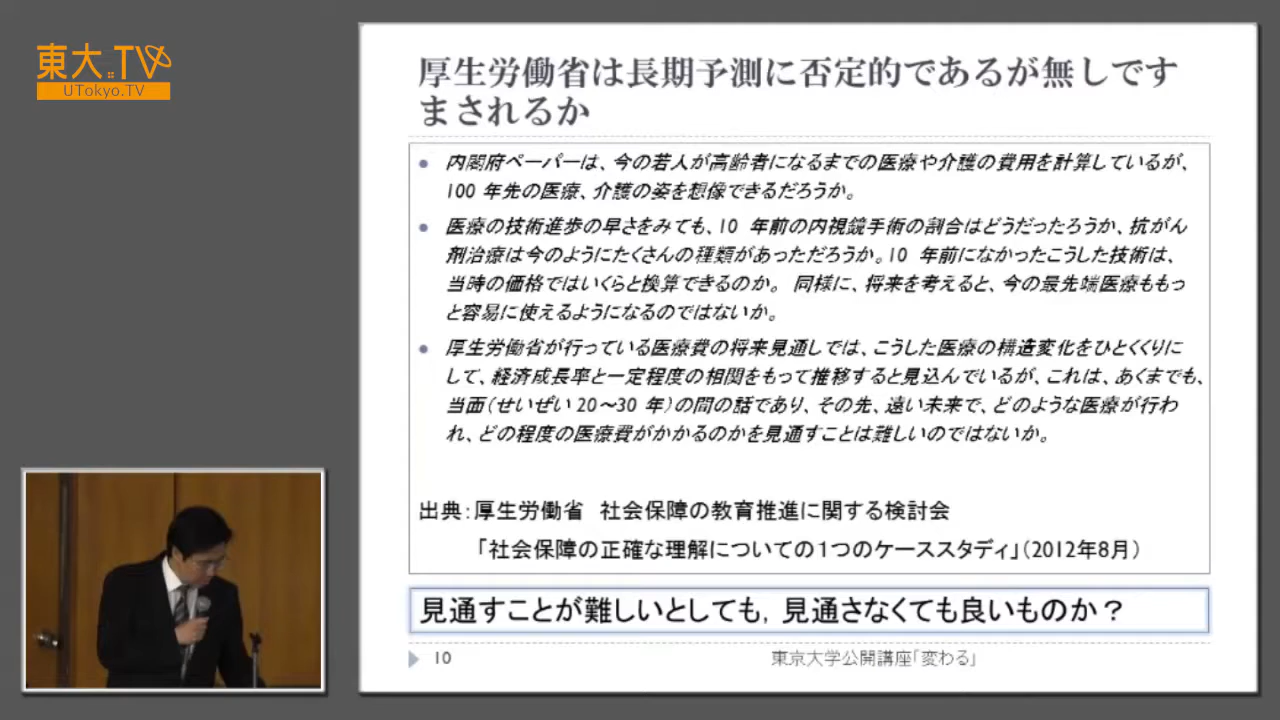 東大.TV
UTokyo.TV
厚生労働省は長期予測に否定的であるが無しです
まされるか
内閣府ペーパーは、今の若人が高齢者になるまでの医療や介護の費用を計算しているが、
100 年先の医療、介護の姿を想像できるだろうか。
医療の技術進歩の早さをみても、10 年前の内視鏡手術の割合はどうだったろうか、抗がん
剤治療は今のようにたくさんの種類があっただろうか。10 年前になかったこうした技術は、
当時の価格ではいくらと換算できるのか。 同様に、将来を考えると、今の最先端医療ももっ
と容易に使えるようになるのではないか。
厚生労働省が行っている医療費の将来見通しでは、こうした医療の構造変化をひとくくりに
して、経済成長率と一定程度の相関をもって推移すると見込んでいるが、これは、あくまでも、
当面(せいぜい20～30 年)の間の話であり、その先、遠い未来で、どのような医療が行わ
れ、どの程度の医療費がかかるのかを見通すことは難しいのではないか。
出典：厚生労働省 社会保障の教育推進に関する検討会
「社会保障の正確な理解についての１つのケーススタディ」(2012年8月)
見通すことが難しいとしても，見通さなくても良いものか？
10 東京大学公開講座「変わる」